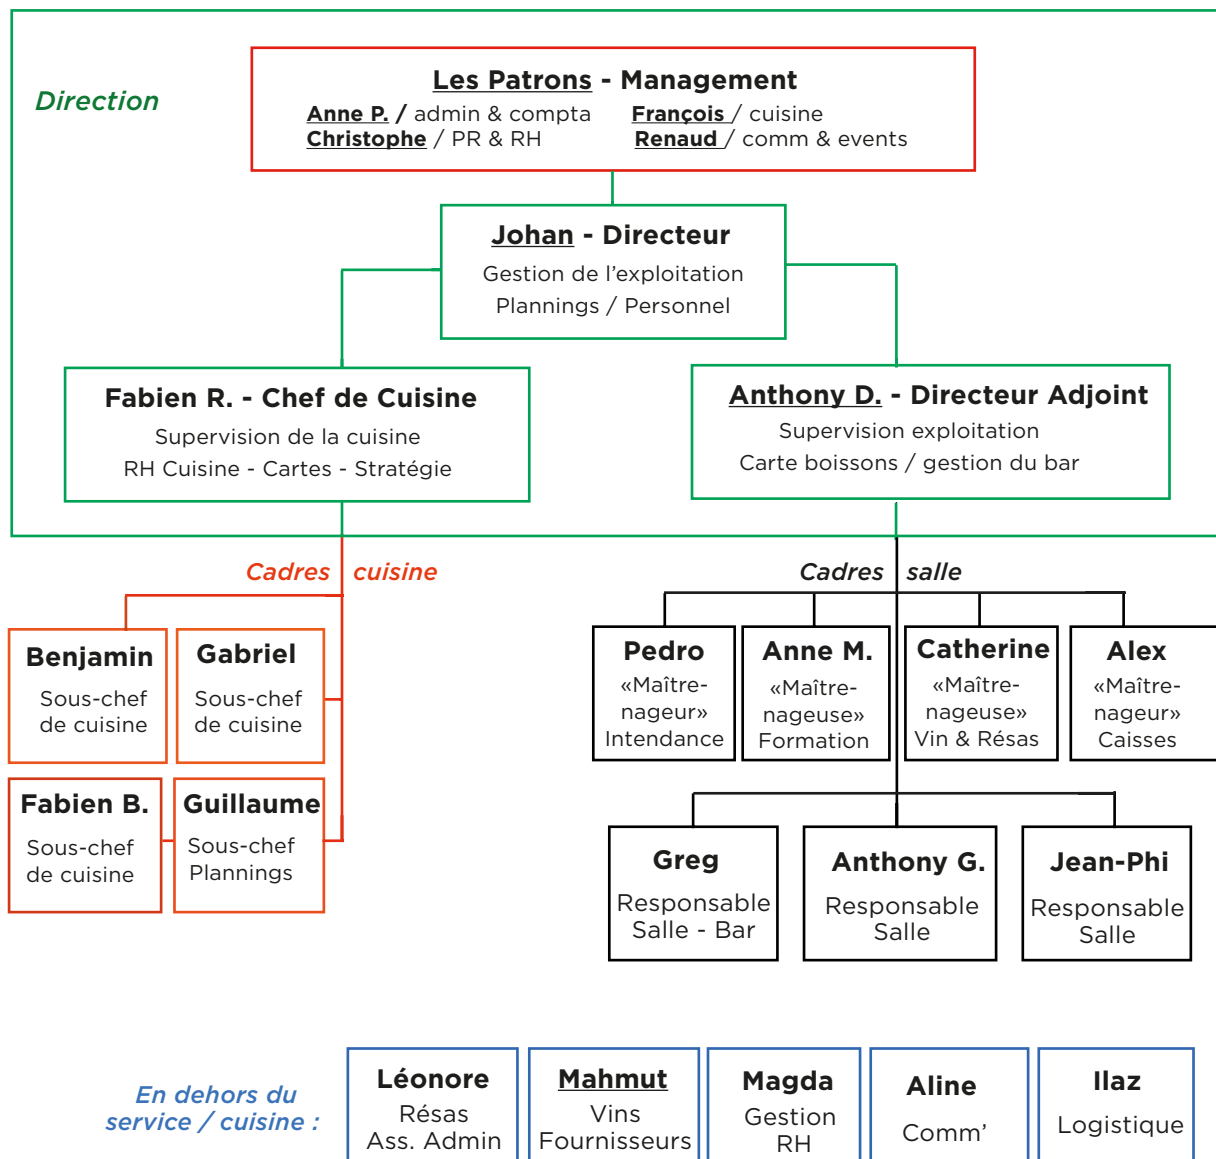 Direction
Les Patrons - Management
Anne P. / admin & compta François / cuisine
Christophe / PR & RH Renaud / comm & events
Johan - Directeur
Gestion de l'exploitation
Plannings / Personnel
Fabien R. - Chef de Cuisine
Supervision de la cuisine
RH Cuisine - Cartes - Stratégie
Anthony D. - Directeur Adjoint
Supervision exploitation
Carte boissons / gestion du bar
Cadres cuisine
Benjamin
Sous-chef
de cuisine
Gabriel
Sous-chef
de cuisine
Fabien B.
Sous-chef
de cuisine
Guillaume
Sous-chef
Plannings
Cadres salle
Pedro
«Maître-
nageur»
Intendance
Anne M.
«Maître-
nageuse»
Formation
Catherine
«Maître-
nageuse»
Vin & Résas
Alex
«Maître-
nageur»
Caisses
Greg
Responsable
Salle - Bar
Anthony G.
Responsable
Salle
Jean-Phi
Responsable
Salle
En dehors du
service / cuisine :
Léonore
Résas
Ass. Admin
Mahmut
Vins
Fournisseurs
Magda
Gestion
RH
Aline
Comm'
Ilaz
Logistique